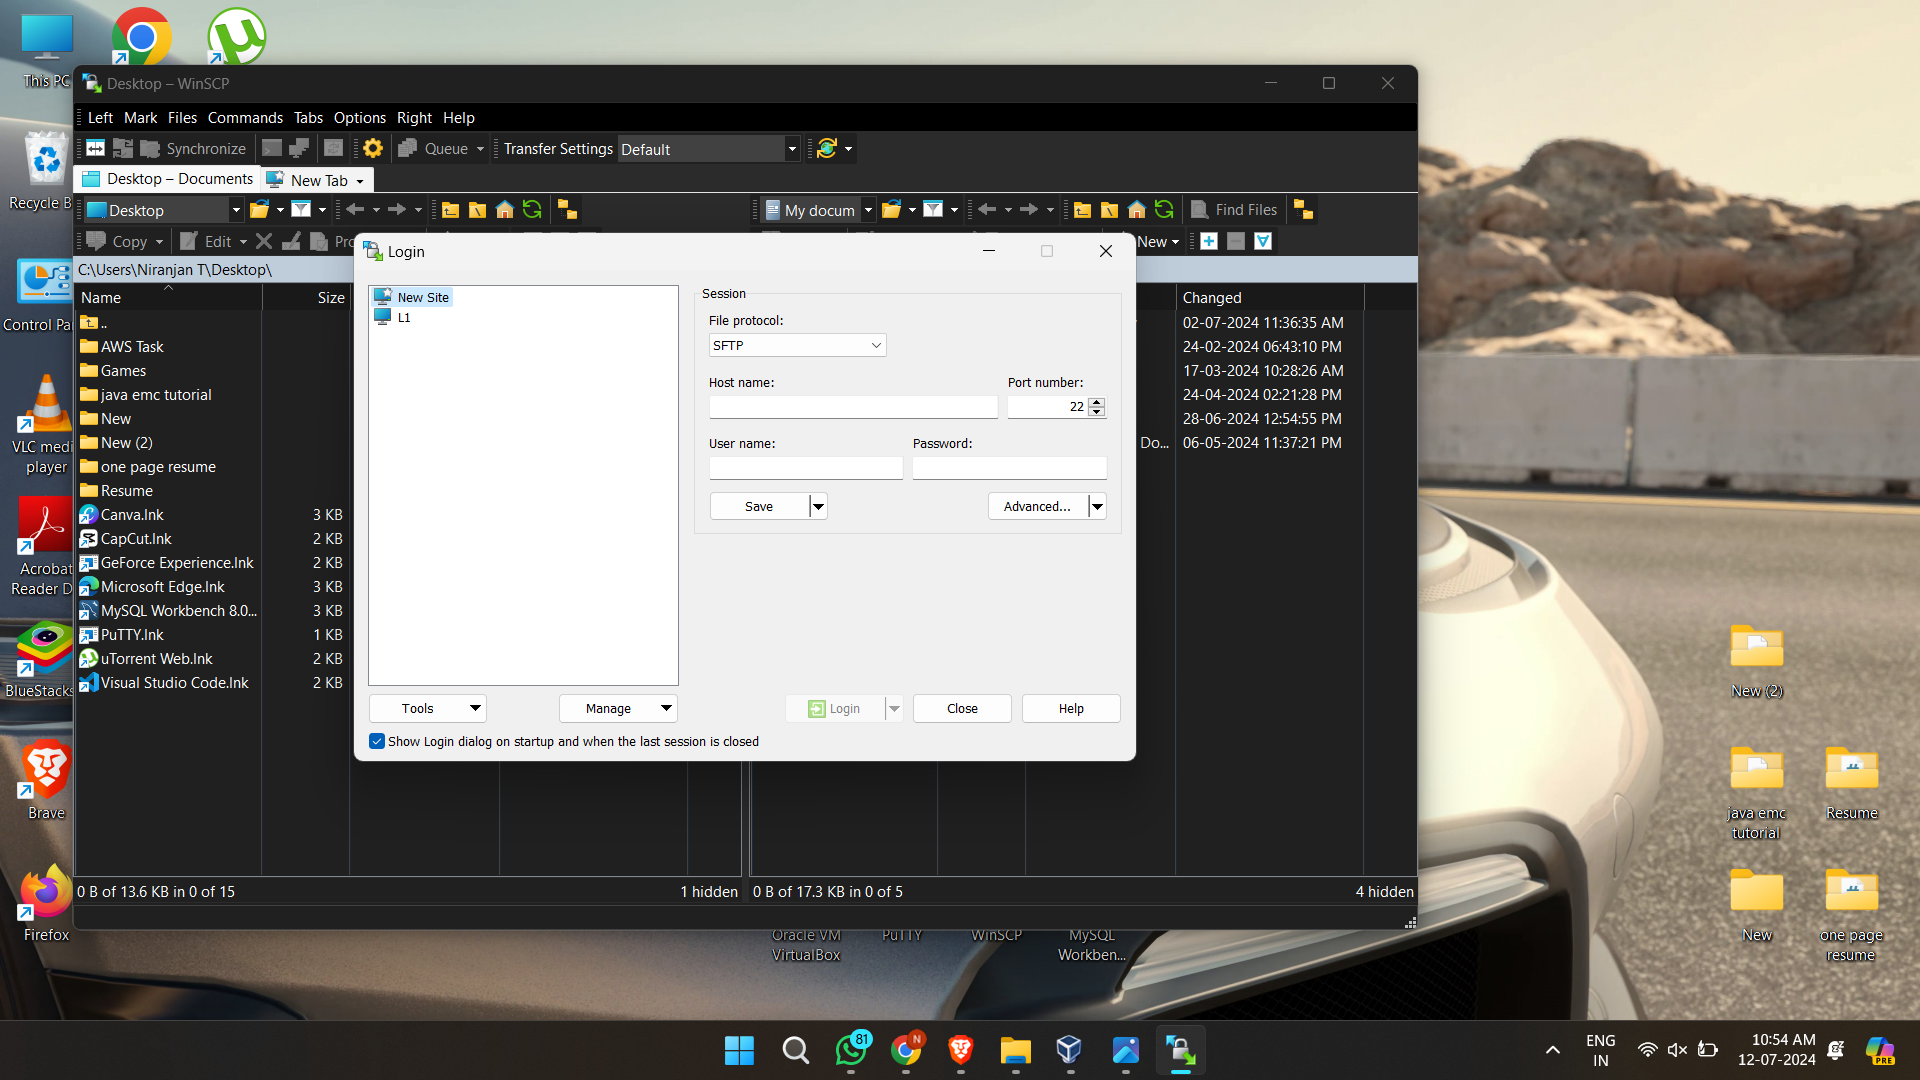 This PC
Recycle B
Control Pa
VLC medi
player
Acrobat
Reader D
BlueStacks
Brave
Firefox
Desktop – WinSCP
Left Mark Files Commands Tabs Options Right Help
Synchronize
Queue
Transfer Settings Default
Desktop – Documents New Tab
Desktop
My docum
Find Files
Copy Edit Pro
New
C:\Users\Niranjan T\Desktop\
Name Size
Changed
..
AWS Task
Games
java emc tutorial
New
New (2)
one page resume
Resume
Canva.lnk 3 KB
CapCut.lnk 2 KB
GeForce Experience.lnk 2 KB
Microsoft Edge.lnk 3 KB
MySQL Workbench 8.0... 3 KB
PuTTY.lnk 1 KB
uTorrent Web.lnk 2 KB
Visual Studio Code.lnk 2 KB
02-07-2024 11:36:35 AM
24-02-2024 06:43:10 PM
17-03-2024 10:28:26 AM
24-04-2024 02:21:28 PM
28-06-2024 12:54:55 PM
Do... 06-05-2024 11:37:21 PM
Login
New Site
L1
Session
File protocol:
SFTP
Host name: Port number:
22
User name: Password:
Save Advanced...
Tools Manage Login Close Help
Show Login dialog on startup and when the last session is closed
0 B of 13.6 KB in 0 of 15 1 hidden
0 B of 17.3 KB in 0 of 5 4 hidden
Oracle VM
VirtualBox
PuTTY
WinSCP
MySQL
Workben...
New (2)
java emc
tutorial
Resume
New
one page
resume
81
N
ENG
IN
10:54 AM
12-07-2024
PRE